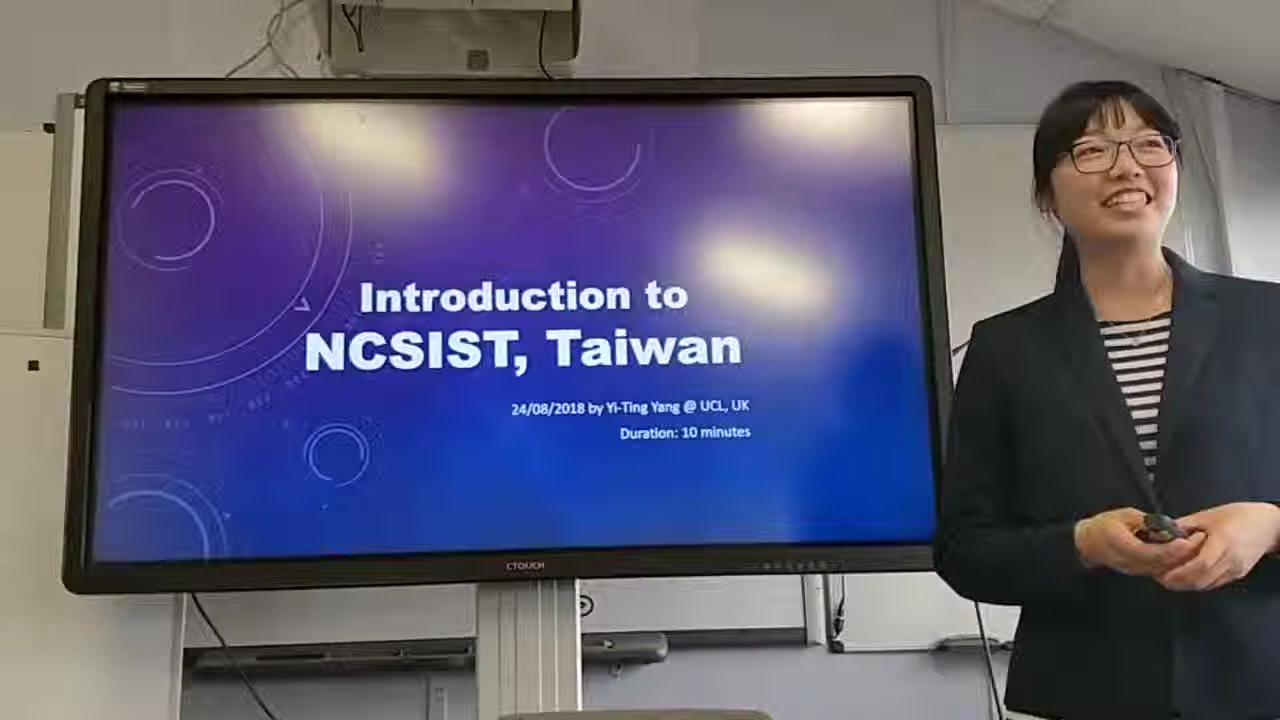 Introduction to
NCSIST, Taiwan
24/08/2018 by Yi-Ting Yang @ UCL, UK
Duration: 10 minutes
CTOUCH